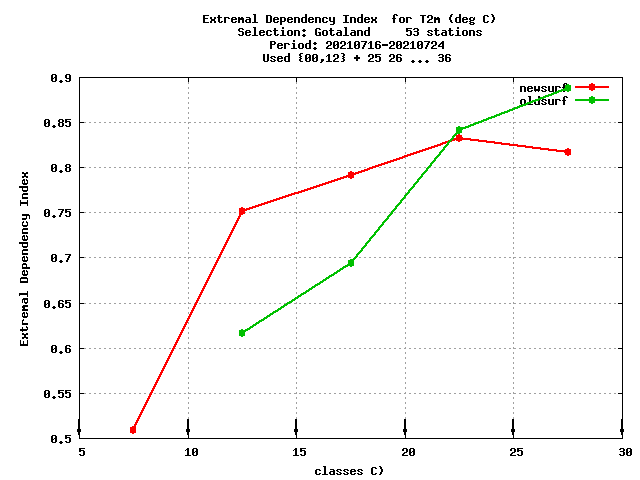 Extremal Dependency Index  for T2m (deg C)
Selection: Gotaland     53 stations
Period: 20210716-20210724
Used {00,12} + 25 26 ... 36
newsurf
oldsurf
Extremal Dependency Index
0.9
0.85
0.8
0.75
0.7
0.65
0.6
0.55
0.5
5 10 15 20 25 30
classes C)